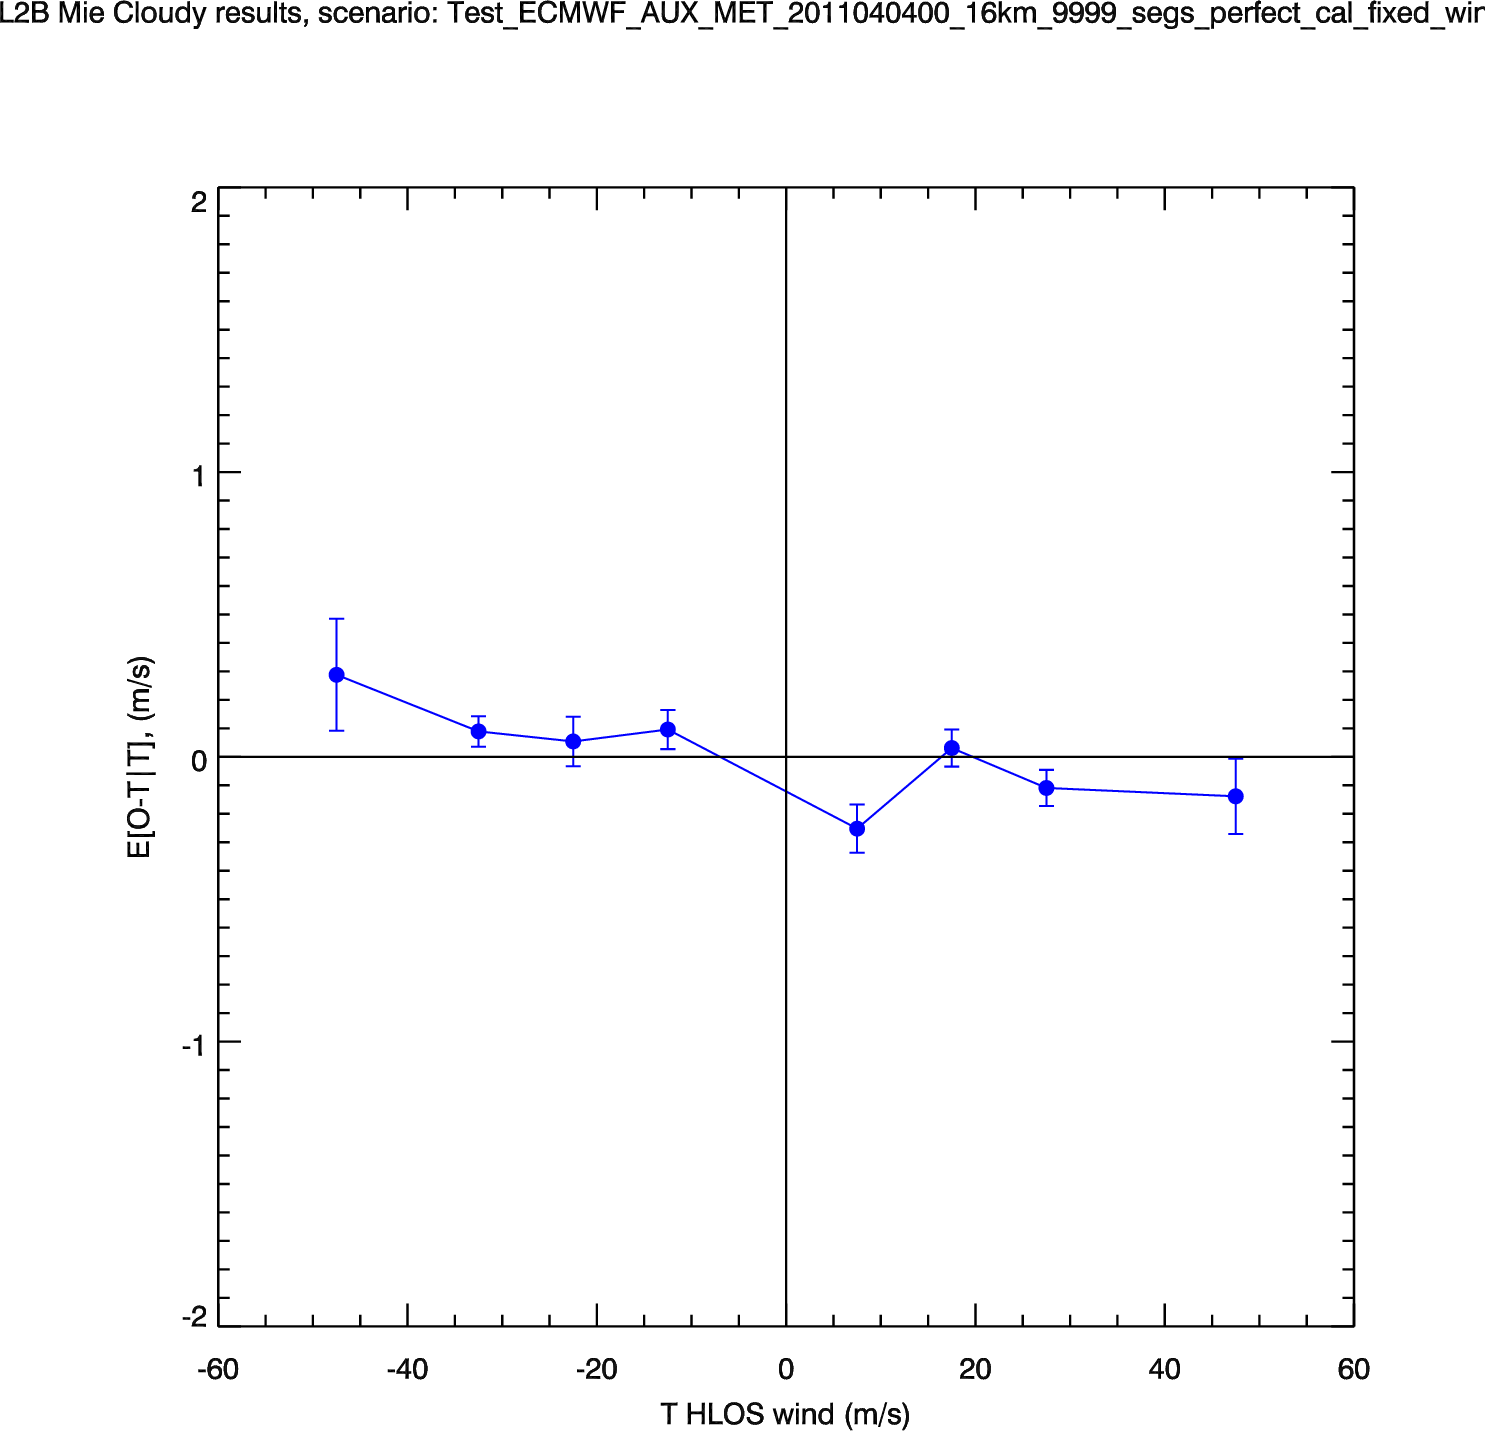 L2B Mie Cloudy results, scenario: Test_ECMWF_AUX_MET_2011040400_16km_9999_segs_perfect_cal_fixed_win
2
1
0
-1
-2
E[O-T|T], (m/s)
-60 -40 -20 0 20 40 60
T HLOS wind (m/s)